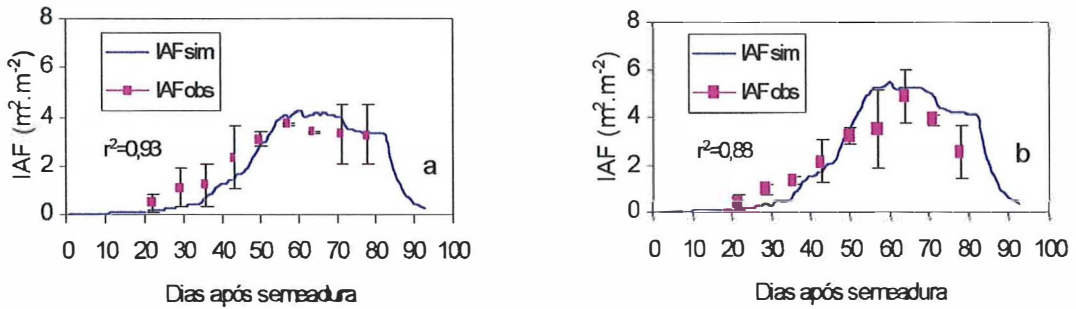 8
6
4
2
0
IAF (m².m⁻²)
IAFsim
IAFobs
r²=0,93
a
0 10 20 30 40 50 60 70 80 90 100
Dias após semeadura
8
6
4
2
0
IAF (m².m⁻²)
IAFsim
IAFobs
r²=0,88
b
0 10 20 30 40 50 60 70 80 90 100
Dias após semeadura